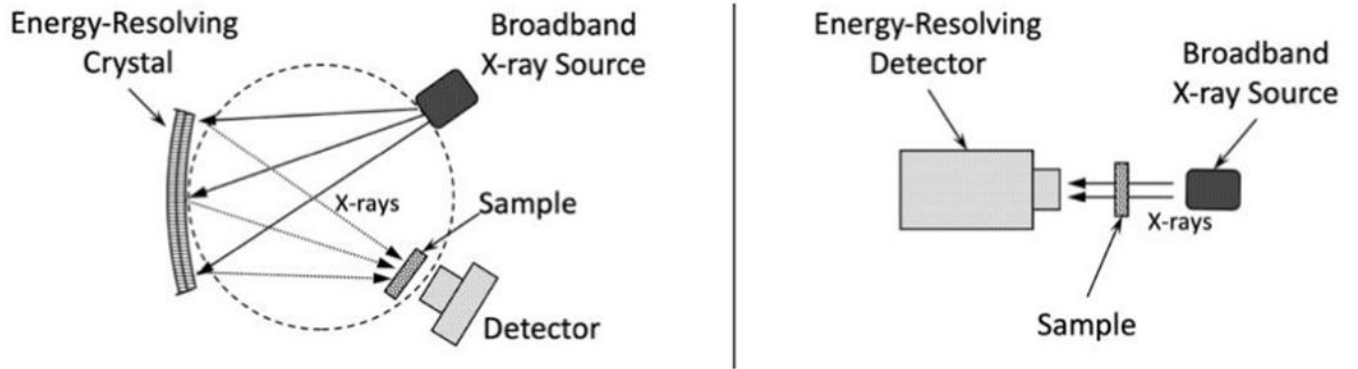 Energy-Resolving
Crystal
Broadband
X-ray Source
X-rays
Sample
Detector
Energy-Resolving
Detector
Broadband
X-ray Source
X-rays
Sample